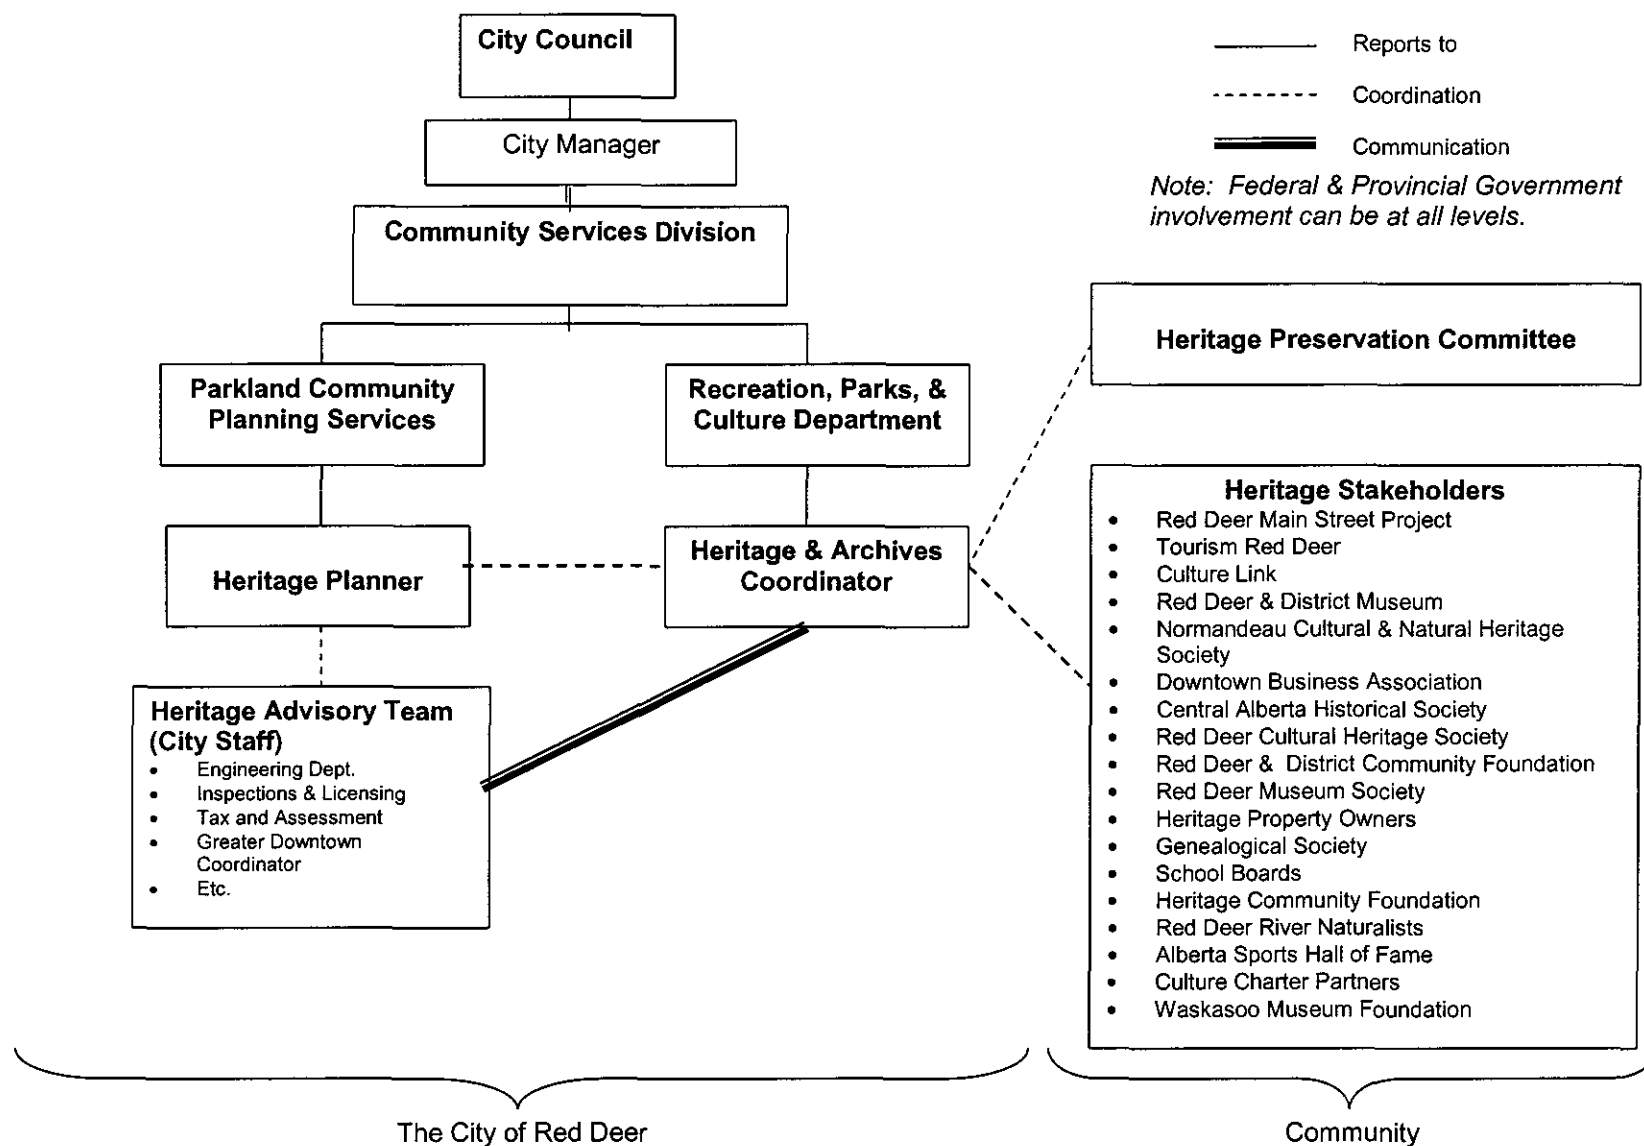 City Council
City Manager
Community Services Division
Parkland Community
Planning Services
Recreation, Parks, &
Culture Department
Heritage Planner
Heritage & Archives
Coordinator
Heritage Advisory Team
(City Staff)
• Engineering Dept.
• Inspections & Licensing
• Tax and Assessment
• Greater Downtown
Coordinator
• Etc.
Reports to
Coordination
Communication
Note: Federal & Provincial Government
involvement can be at all levels.
Heritage Preservation Committee
Heritage Stakeholders
• Red Deer Main Street Project
• Tourism Red Deer
• Culture Link
• Red Deer & District Museum
• Normandeau Cultural & Natural Heritage
Society
• Downtown Business Association
• Central Alberta Historical Society
• Red Deer Cultural Heritage Society
• Red Deer & District Community Foundation
• Red Deer Museum Society
• Heritage Property Owners
• Genealogical Society
• School Boards
• Heritage Community Foundation
• Red Deer River Naturalists
• Alberta Sports Hall of Fame
• Culture Charter Partners
• Waskasoo Museum Foundation
The City of Red Deer
Community